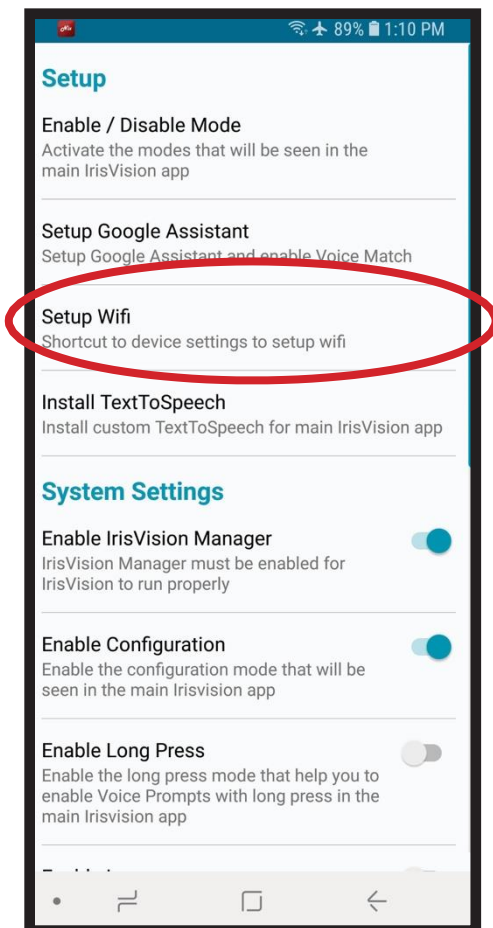 89% 1:10 PM
Setup
Enable / Disable Mode
Activate the modes that will be seen in the
main IrisVision app
Setup Google Assistant
Setup Google Assistant and enable Voice Match
Setup Wifi
Shortcut to device settings to setup wifi
Install TextToSpeech
Install custom TextToSpeech for main IrisVision app
System Settings
Enable IrisVision Manager
IrisVision Manager must be enabled for
IrisVision to run properly
Enable Configuration
Enable the configuration mode that will be
seen in the main Irisvision app
Enable Long Press
Enable the long press mode that help you to
enable Voice Prompts with long press in the
main Irisvision app